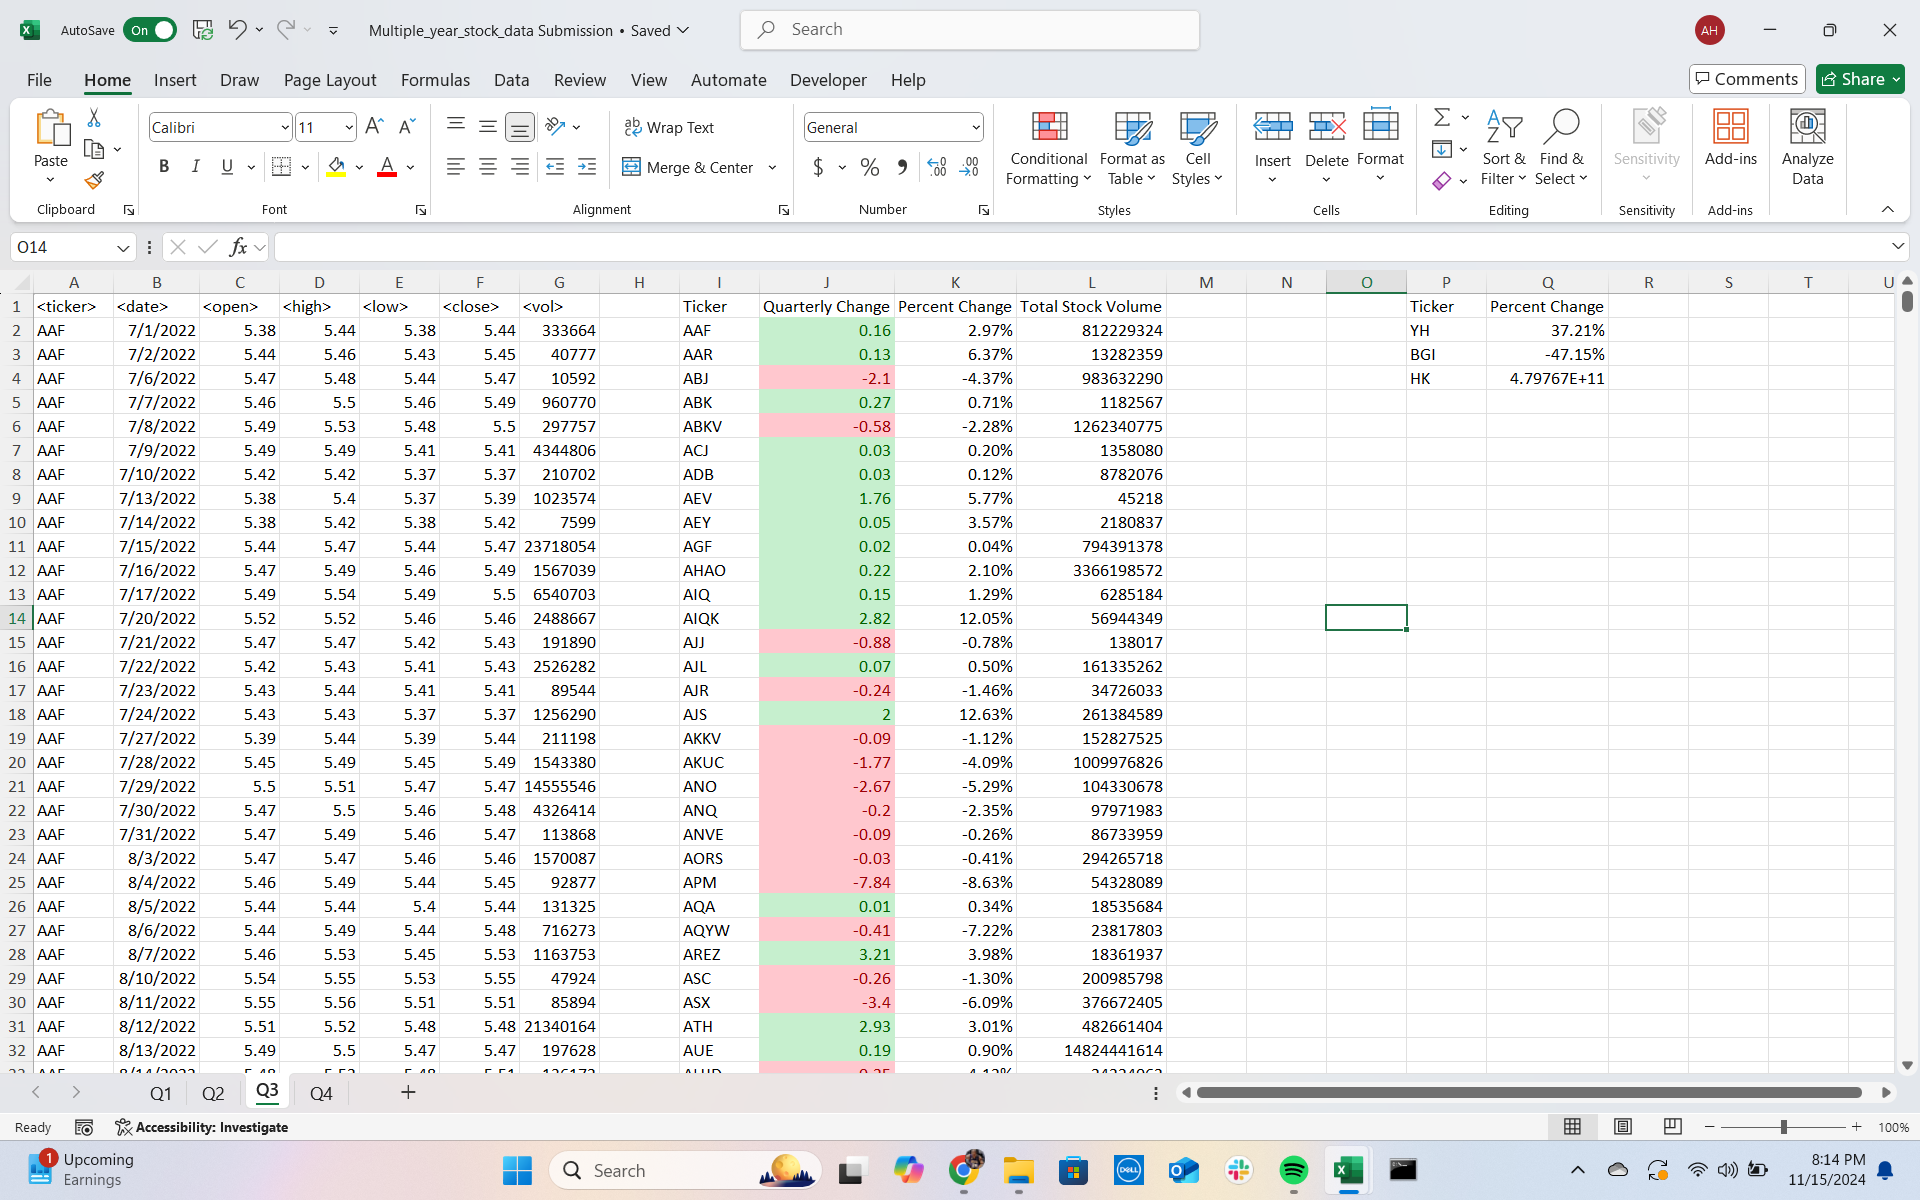 AutoSave On Multiple_year_stock_data Submission • Saved Search AH
File Home Insert Draw Page Layout Formulas Data Review View Automate Developer Help Comments Share
Paste Calibri 11 Wrap Text General Conditional Formatting Format as Table Cell Styles Insert Delete Format Sort & Filter Find & Select Sensitivity Add-ins Analyze Data
B I U A Merge & Center $ % 9
Clipboard Font Alignment Number Styles Cells Editing Sensitivity Add-ins
O14 fx
A B C D E F G H I J K L M N O P Q R S T U
1 <ticker> <date> <open> <high> <low> <close> <vol> Ticker Quarterly Change Percent Change Total Stock Volume Ticker Percent Change
2 AAF 7/1/2022 5.38 5.44 5.38 5.44 333664 AAF 0.16 2.97% 812229324 YH 37.21%
3 AAF 7/2/2022 5.44 5.46 5.43 5.45 40777 AAR 0.13 6.37% 13282359 BGI -47.15%
4 AAF 7/6/2022 5.47 5.48 5.44 5.47 10592 ABJ -2.1 -4.37% 983632290 HK 4.79767E+11
5 AAF 7/7/2022 5.46 5.5 5.46 5.49 960770 ABK 0.27 0.71% 1182567
6 AAF 7/8/2022 5.49 5.53 5.48 5.5 297757 ABKV -0.58 -2.28% 1262340775
7 AAF 7/9/2022 5.49 5.49 5.41 5.41 4344806 ACJ 0.03 0.20% 1358080
8 AAF 7/10/2022 5.42 5.42 5.37 5.37 210702 ADB 0.03 0.12% 8782076
9 AAF 7/13/2022 5.38 5.4 5.37 5.39 1023574 AEV 1.76 5.77% 45218
10 AAF 7/14/2022 5.38 5.42 5.38 5.42 7599 AEY 0.05 3.57% 2180837
11 AAF 7/15/2022 5.44 5.47 5.44 5.47 23718054 AGF 0.02 0.04% 794391378
12 AAF 7/16/2022 5.47 5.49 5.46 5.49 1567039 AHAO 0.22 2.10% 3366198572
13 AAF 7/17/2022 5.49 5.54 5.49 5.5 6540703 AIQ 0.15 1.29% 6285184
14 AAF 7/20/2022 5.52 5.52 5.46 5.46 2488667 AIQK 2.82 12.05% 56944349
15 AAF 7/21/2022 5.47 5.47 5.42 5.43 191890 AJJ -0.88 -0.78% 138017
16 AAF 7/22/2022 5.42 5.43 5.41 5.43 2526282 AJL 0.07 0.50% 161335262
17 AAF 7/23/2022 5.43 5.44 5.41 5.41 89544 AJR -0.24 -1.46% 34726033
18 AAF 7/24/2022 5.43 5.43 5.37 5.37 1256290 AJS 2 12.63% 261384589
19 AAF 7/27/2022 5.39 5.44 5.39 5.44 211198 AKKV -0.09 -1.12% 152827525
20 AAF 7/28/2022 5.45 5.49 5.45 5.49 1543380 AKUC -1.77 -4.09% 1009976826
21 AAF 7/29/2022 5.5 5.51 5.47 5.47 14555546 ANO -2.67 -5.29% 104330678
22 AAF 7/30/2022 5.47 5.5 5.46 5.48 4326414 ANQ -0.2 -2.35% 97971983
23 AAF 7/31/2022 5.47 5.49 5.46 5.47 113868 ANVE -0.09 -0.26% 86733959
24 AAF 8/3/2022 5.47 5.47 5.46 5.46 1570087 AORS -0.03 -0.41% 294265718
25 AAF 8/4/2022 5.46 5.49 5.44 5.45 92877 APM -7.84 -8.63% 54328089
26 AAF 8/5/2022 5.44 5.44 5.4 5.44 131325 AQA 0.01 0.34% 18535684
27 AAF 8/6/2022 5.44 5.49 5.44 5.48 716273 AQYW -0.41 -7.22% 23817803
28 AAF 8/7/2022 5.46 5.53 5.45 5.53 1163753 AREZ 3.21 3.98% 18361937
29 AAF 8/10/2022 5.54 5.55 5.53 5.55 47924 ASC -0.26 -1.30% 200985798
30 AAF 8/11/2022 5.55 5.56 5.51 5.51 85894 ASX -3.4 -6.09% 376672405
31 AAF 8/12/2022 5.51 5.52 5.48 5.48 21340164 ATH 2.93 3.01% 482661404
32 AAF 8/13/2022 5.49 5.5 5.47 5.47 197628 AUE 0.19 0.90% 14824441614
Q1 Q2 Q3 Q4 +
Ready Accessibility: Investigate 100%
1 Upcoming Earnings Search DELL 8:14 PM
11/15/2024